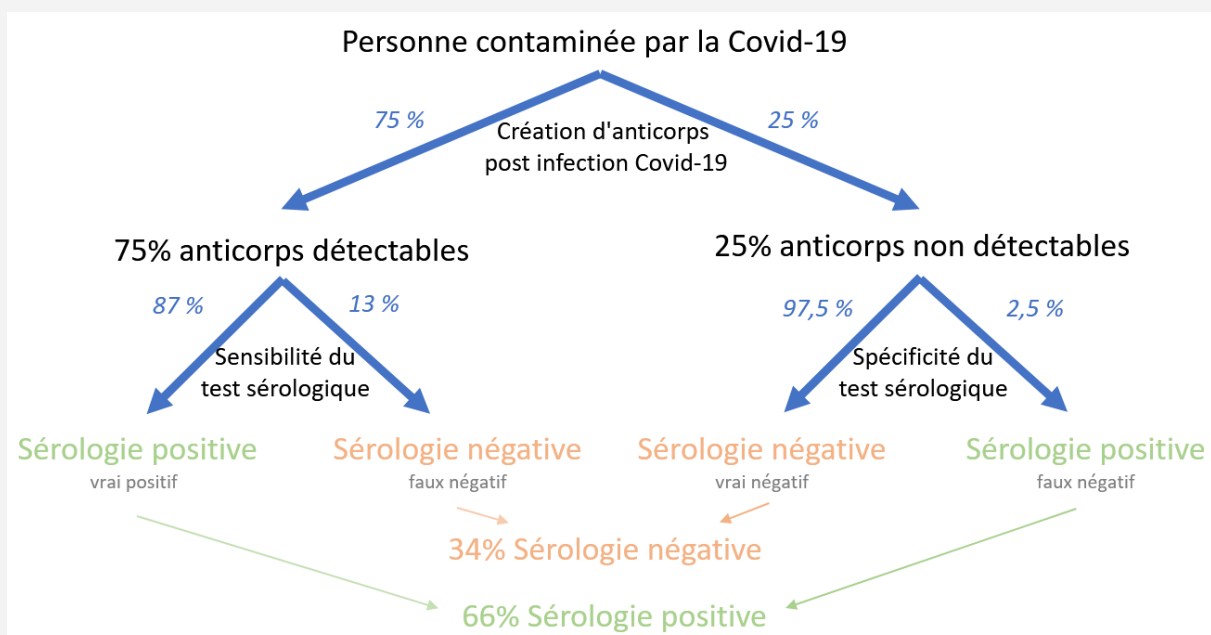 Personne contaminée par la Covid-19
75 %
25 %
Création d'anticorps
post infection Covid-19
75% anticorps détectables
25% anticorps non détectables
87 %
13 %
97,5 %
2,5 %
Sensibilité du
test sérologique
Spécificité du
test sérologique
Sérologie positive
vrai positif
Sérologie négative
faux négatif
Sérologie négative
vrai négatif
Sérologie positive
faux négatif
34% Sérologie négative
66% Sérologie positive